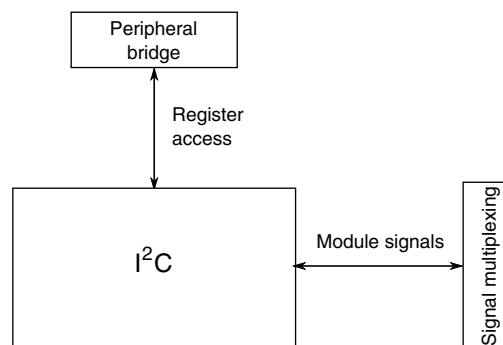 Peripheral
bridge
Register
access
I²C
Module signals
Signal multiplexing